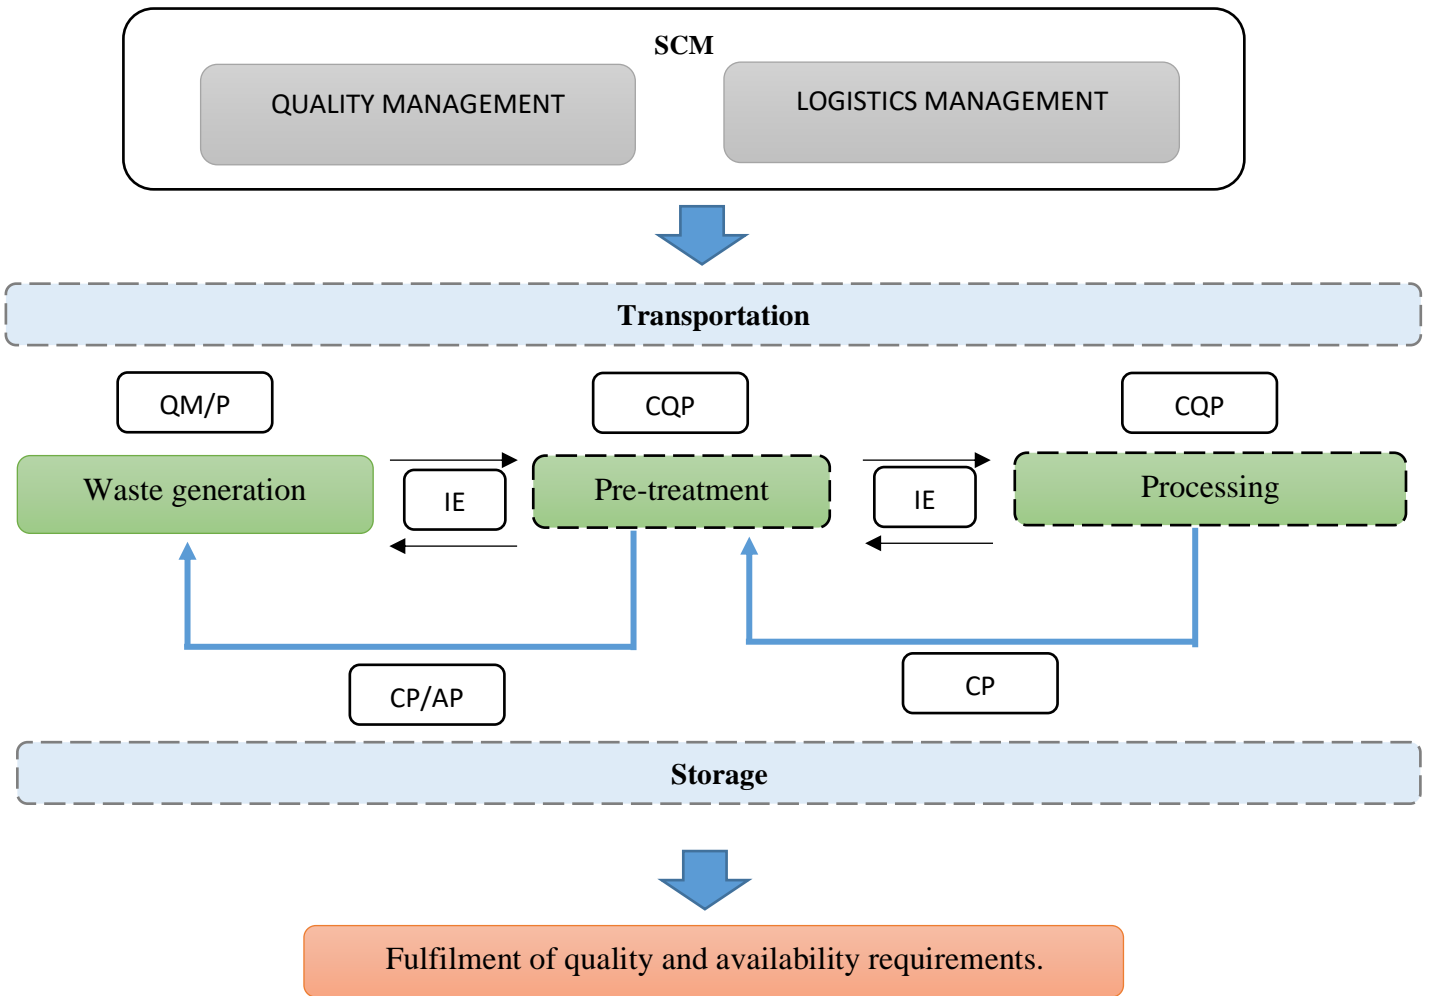 SCM
QUALITY MANAGEMENT
LOGISTICS MANAGEMENT
Transportation
QM/P
CQP
CQP
Waste generation
IE
Pre-treatment
IE
Processing
CP/AP
CP
Storage
Fulfilment of quality and availability requirements.